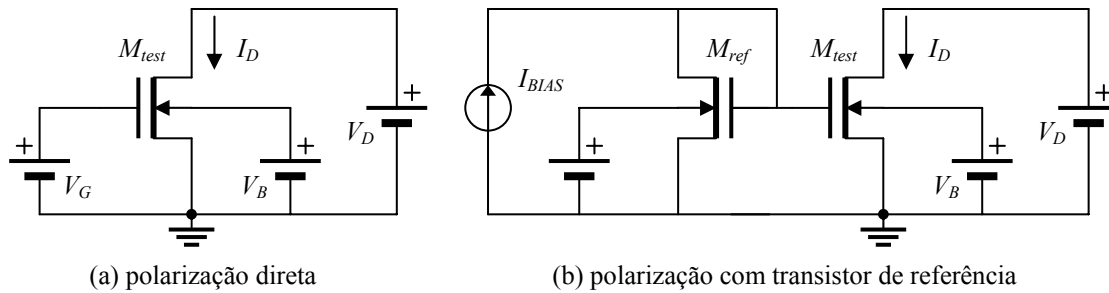 M_test
I_D
V_G
V_B
V_D
+
+
+
(a) polarização direta
I_BIAS
M_ref
M_test
I_D
V_B
V_D
+
+
+
(b) polarização com transistor de referência